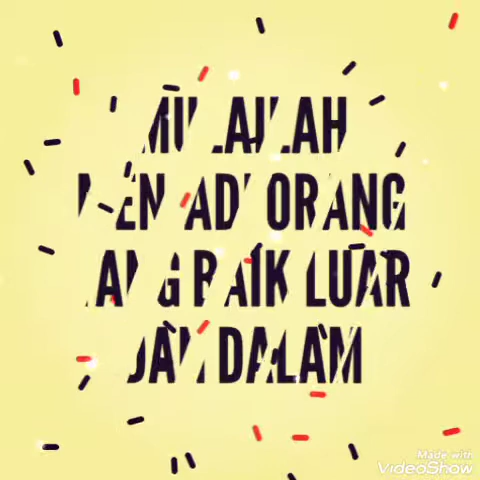 MULAILAH
MENJADI ORANG
YANG BAIK LUAR
DAN DALAM
Made with
VideoShow